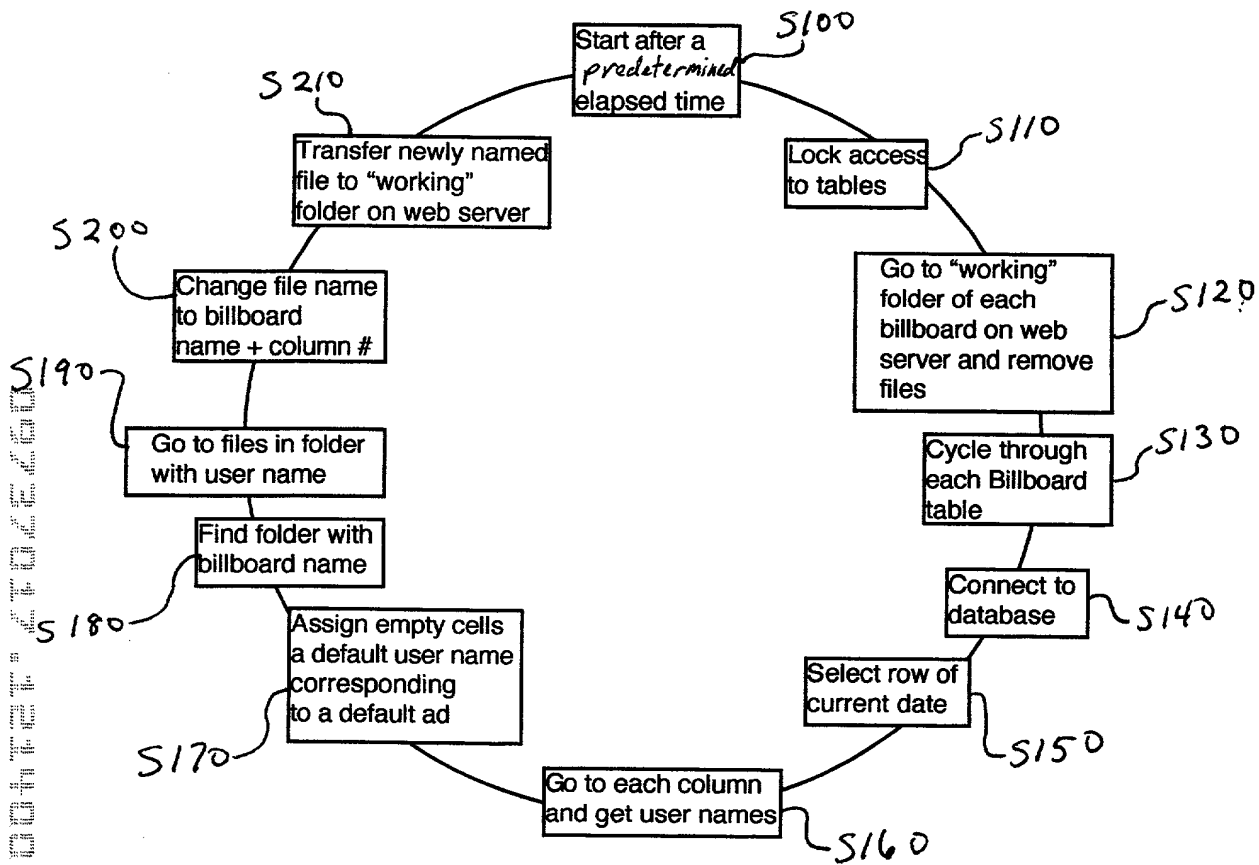 S100
Start after a
predetermined
elapsed time
S110
Lock access
to tables
S120
Go to "working"
folder of each
billboard on web
server and remove
files
S130
Cycle through
each Billboard
table
S140
Connect to
database
S150
Select row of
current date
S160
Go to each column
and get user names
S170
Assign empty cells
a default user name
corresponding
to a default ad
S180
Find folder with
billboard name
S190
Go to files in folder
with user name
S200
Change file name
to billboard
name + column #
S210
Transfer newly named
file to "working"
folder on web server